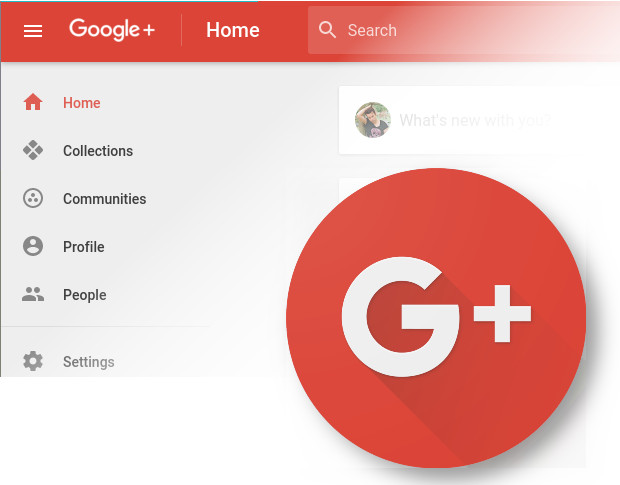 Google+ Home Search
Home
What's new with you?
Collections
Communities
Profile
People
Settings
G+